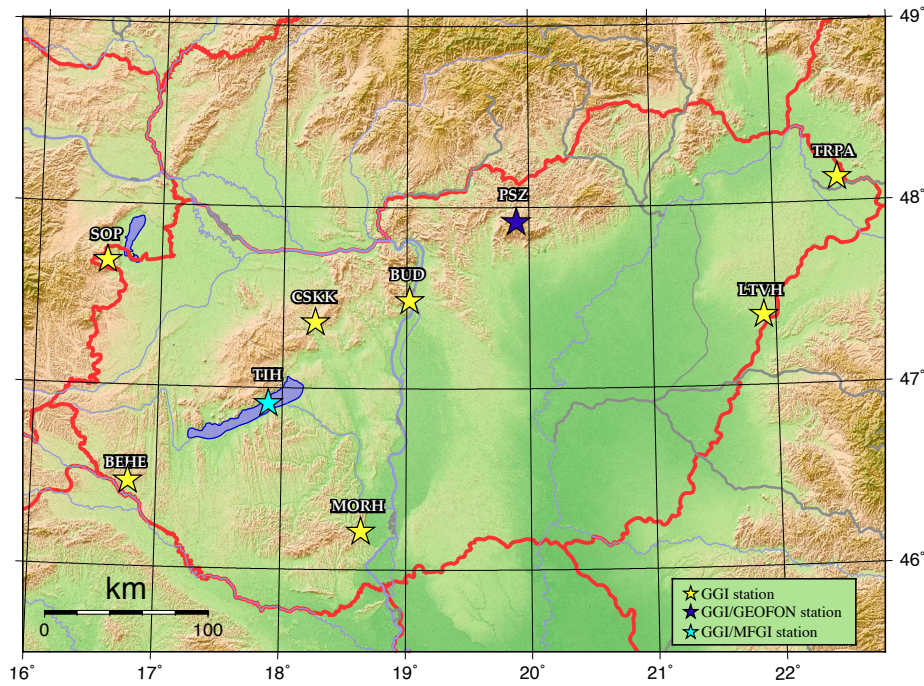 49°
TRPA
PSZ
48°
SOP
BUD
CSKK
LTVH
TIH
47°
BEHE
MORH
46°
km
0 100
GGI station
GGI/GEOFON station
GGI/MFGI station
16° 17° 18° 19° 20° 21° 22°